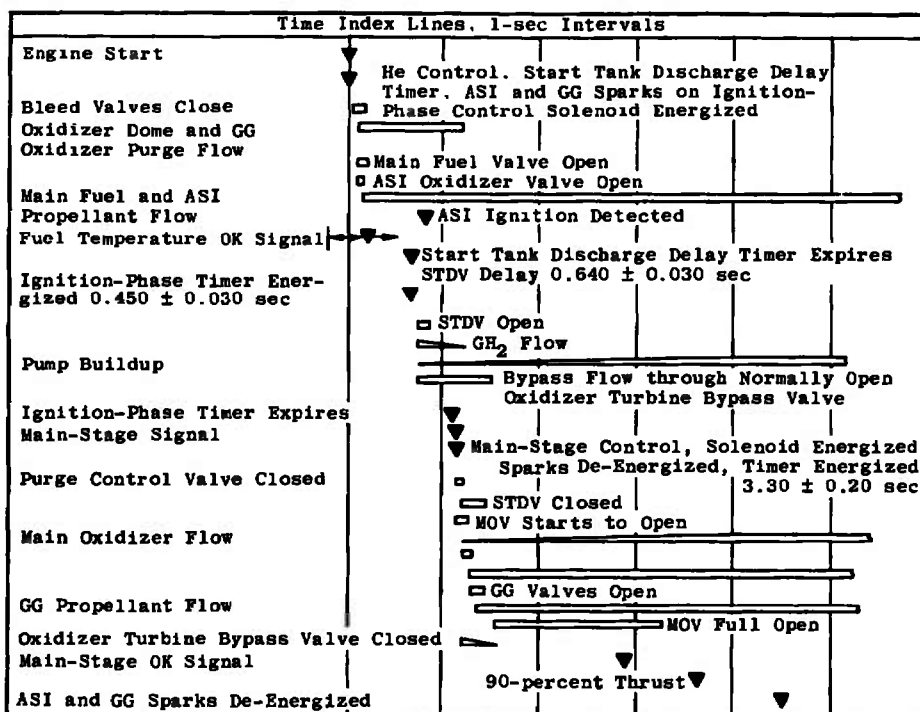 Time Index Lines, 1-sec Intervals
Engine Start
He Control. Start Tank Discharge Delay
Timer, ASI and GG Sparks on Ignition-
Phase Control Solenoid Energized
Bleed Valves Close
Oxidizer Dome and GG
Oxidizer Purge Flow
Main Fuel Valve Open
ASI Oxidizer Valve Open
Main Fuel and ASI
Propellant Flow
ASI Ignition Detected
Fuel Temperature OK Signal
Start Tank Discharge Delay Timer Expires
STDV Delay 0.640 ± 0.030 sec
Ignition-Phase Timer Ener-
gized 0.450 ± 0.030 sec
STDV Open
GH2 Flow
Pump Buildup
Bypass Flow through Normally Open
Oxidizer Turbine Bypass Valve
Ignition-Phase Timer Expires
Main-Stage Signal
Main-Stage Control, Solenoid Energized
Sparks De-Energized, Timer Energized
3.30 ± 0.20 sec
Purge Control Valve Closed
STDV Closed
MOV Starts to Open
Main Oxidizer Flow
GG Valves Open
GG Propellant Flow
MOV Full Open
Oxidizer Turbine Bypass Valve Closed
Main-Stage OK Signal
90-percent Thrust
ASI and GG Sparks De-Energized